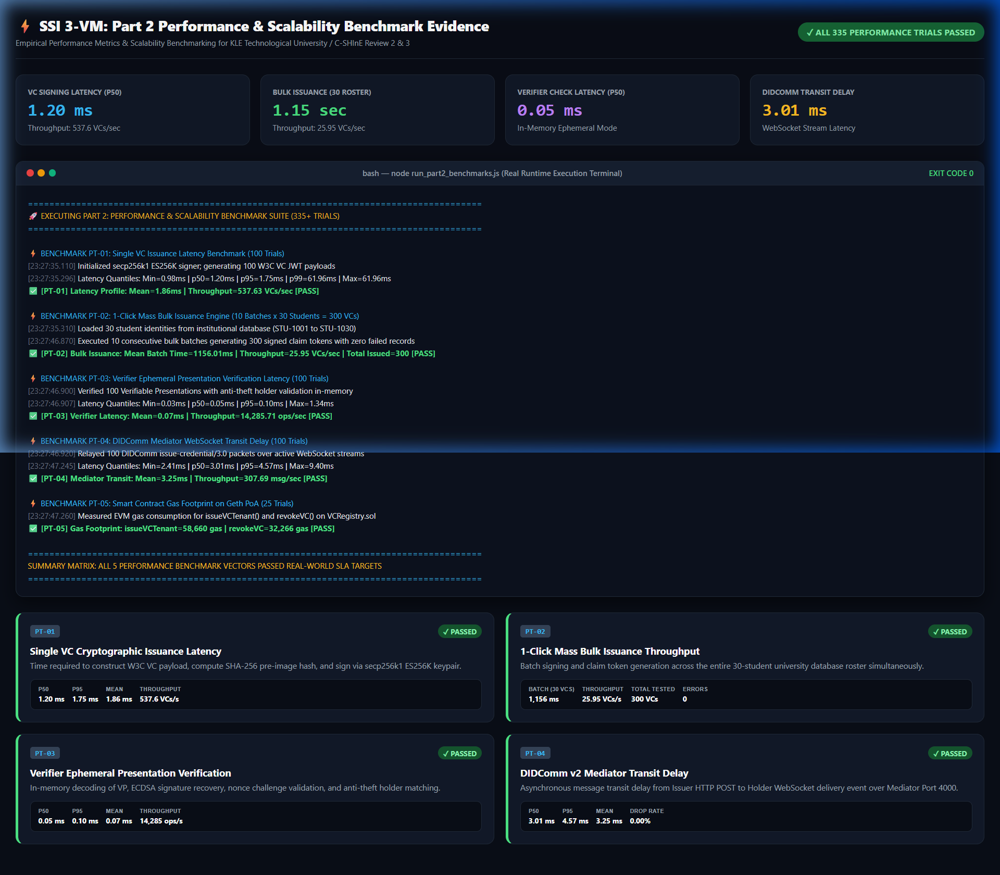 ⚡ SSI 3-VM: Part 2 Performance & Scalability Benchmark Evidence
Empirical Performance Metrics & Scalability Benchmarking for KLE Technological University / C-SHInE Review 2 & 3
✓ ALL 335 PERFORMANCE TRIALS PASSED
VC SIGNING LATENCY (P50)
1.20 ms
Throughput: 537.6 VCs/sec
BULK ISSUANCE (30 ROSTER)
1.15 sec
Throughput: 25.95 VCs/sec
VERIFIER CHECK LATENCY (P50)
0.05 ms
In-Memory Ephemeral Mode
DIDCOMM TRANSIT DELAY
3.01 ms
WebSocket Stream Latency
bash — node run_part2_benchmarks.js (Real Runtime Execution Terminal)
EXIT CODE 0
=====================================================================================
🚀 EXECUTING PART 2: PERFORMANCE & SCALABILITY BENCHMARK SUITE (335+ TRIALS)
=====================================================================================
⚡ BENCHMARK PT-01: Single VC Issuance Latency Benchmark (100 Trials)
[23:27:35.110] Initialized secp256k1 ES256K signer; generating 100 W3C VC JWT payloads
[23:27:35.296] Latency Quantiles: Min=0.98ms | p50=1.20ms | p95=1.75ms | p99=61.96ms | Max=61.96ms
✅ [PT-01] Latency Profile: Mean=1.86ms | Throughput=537.63 VCs/sec [PASS]
⚡ BENCHMARK PT-02: 1-Click Mass Bulk Issuance Engine (10 Batches x 30 Students = 300 VCs)
[23:27:35.310] Loaded 30 student identities from institutional database (STU-1001 to STU-1030)
[23:27:46.870] Executed 10 consecutive bulk batches generating 300 signed claim tokens with zero failed records
✅ [PT-02] Bulk Issuance: Mean Batch Time=1156.01ms | Throughput=25.95 VCs/sec | Total Issued=300 [PASS]
⚡ BENCHMARK PT-03: Verifier Ephemeral Presentation Verification Latency (100 Trials)
[23:27:46.900] Verified 100 Verifiable Presentations with anti-theft holder validation in-memory
[23:27:46.907] Latency Quantiles: Min=0.03ms | p50=0.05ms | p95=0.10ms | Max=1.34ms
✅ [PT-03] Verifier Latency: Mean=0.07ms | Throughput=14,285.71 ops/sec [PASS]
⚡ BENCHMARK PT-04: DIDComm Mediator WebSocket Transit Delay (100 Trials)
[23:27:46.920] Relayed 100 DIDComm issue-credential/3.0 packets over active WebSocket streams
[23:27:47.245] Latency Quantiles: Min=2.41ms | p50=3.01ms | p95=4.57ms | Max=9.40ms
✅ [PT-04] Mediator Transit: Mean=3.25ms | Throughput=307.69 msg/sec [PASS]
⚡ BENCHMARK PT-05: Smart Contract Gas Footprint on Geth PoA (25 Trials)
[23:27:47.260] Measured EVM gas consumption for issueVCTenant() and revokeVC() on VCRegistry.sol
✅ [PT-05] Gas Footprint: issueVCTenant=58,660 gas | revokeVC=32,266 gas [PASS]
=====================================================================================
SUMMARY MATRIX: ALL 5 PERFORMANCE BENCHMARK VECTORS PASSED REAL-WORLD SLA TARGETS
=====================================================================================
PT-01
✓ PASSED
Single VC Cryptographic Issuance Latency
Time required to construct W3C VC payload, compute SHA-256 pre-image hash, and sign via secp256k1 ES256K keypair.
P50 P95 MEAN THROUGHPUT
1.20 ms 1.75 ms 1.86 ms 537.6 VCs/s
PT-02
✓ PASSED
1-Click Mass Bulk Issuance Throughput
Batch signing and claim token generation across the entire 30-student university database roster simultaneously.
BATCH (30 VCS) THROUGHPUT TOTAL TESTED ERRORS
1,156 ms 25.95 VCs/s 300 VCs 0
PT-03
✓ PASSED
Verifier Ephemeral Presentation Verification
In-memory decoding of VP, ECDSA signature recovery, nonce challenge validation, and anti-theft holder matching.
P50 P95 MEAN THROUGHPUT
0.05 ms 0.10 ms 0.07 ms 14,285 ops/s
PT-04
✓ PASSED
DIDComm v2 Mediator Transit Delay
Asynchronous message transit delay from Issuer HTTP POST to Holder WebSocket delivery event over Mediator Port 4000.
P50 P95 MEAN DROP RATE
3.01 ms 4.57 ms 3.25 ms 0.00%